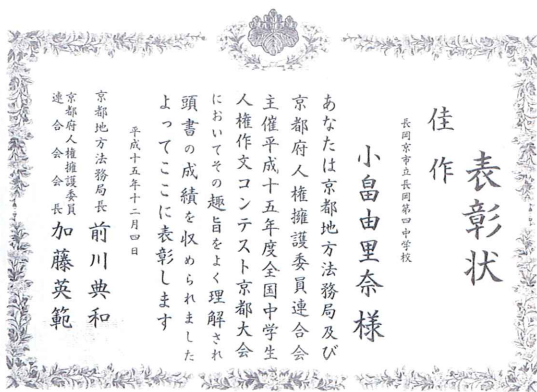 表彰状
佳作
長岡京市立長岡第四中学校
小畠由里奈 様
あなたは京都地方法務局及び
京都府人権擁護委員連合会
主催平成十五年度全国中学生
人権作文コンテスト京都大会
においてその趣旨をよく理解され
頭書の成績を収められました
よってここに表彰します
平成十五年十二月四日
京都地方法務局長 前川典和
京都府人権擁護委員
連合会会長 加藤英範